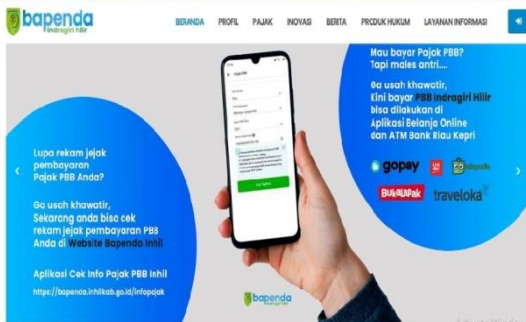 bapenda
indragiri hilir
BERANDA PROFIL PAJAK INOVASI BERITA PRODUK HUKUM LAYANAN INFORMASI
Mau bayar Pajak PBB?
Tapi males antri....
Ga usah khawatir,
Kini bayar PBB Indragiri Hilir
bisa dilakukan di
Aplikasi Belanja Online
dan ATM Bank Riau Kepri
gopay
BukaLapak traveloka
Lupa rekam jejak
pembayaran
Pajak PBB Anda?
Ga usah khawatir,
Sekarang anda bisa cek
rekam jejak pembayaran PBB
Anda di Website Bapenda Inhil
Aplikasi Cek Info Pajak PBB Inhil
https://bapenda.inhilkab.go.id/infopajak
bapenda
indragiri hilir